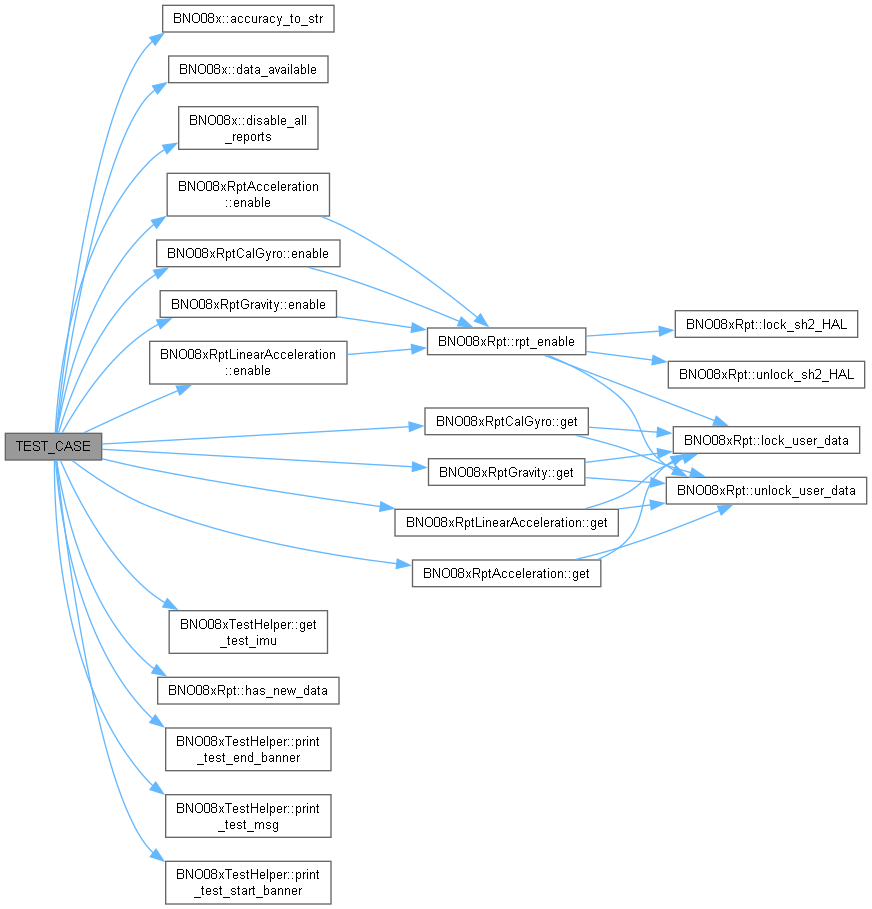 BNO08x::accuracy_to_str
BNO08x::data_available
BNO08x::disable_all
_reports
BNO08xRptAcceleration
::enable
BNO08xRptCalGyro::enable
BNO08xRptGravity::enable
BNO08xRptLinearAcceleration
::enable
BNO08xRpt::rpt_enable
BNO08xRpt::lock_sh2_HAL
BNO08xRpt::unlock_sh2_HAL
TEST_CASE
BNO08xRptCalGyro::get
BNO08xRpt::lock_user_data
BNO08xRptGravity::get
BNO08xRpt::unlock_user_data
BNO08xRptLinearAcceleration::get
BNO08xRptAcceleration::get
BNO08xTestHelper::get
_test_imu
BNO08xRpt::has_new_data
BNO08xTestHelper::print
_test_end_banner
BNO08xTestHelper::print
_test_msg
BNO08xTestHelper::print
_test_start_banner